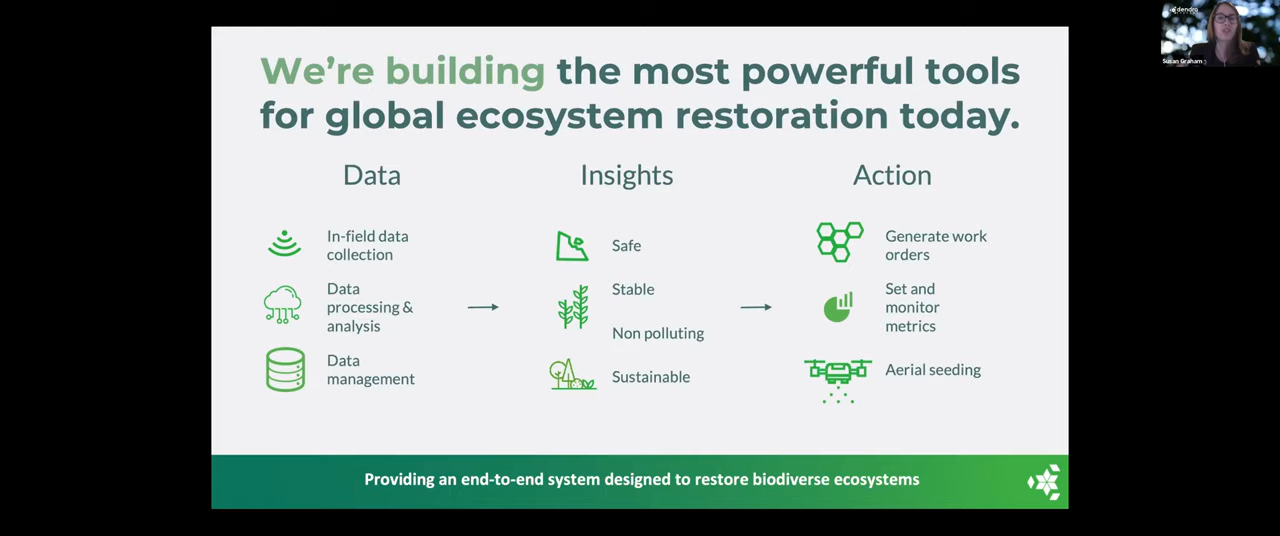 We're building the most powerful tools
for global ecosystem restoration today.
Data
Insights
Action
In-field data
collection
Data
processing &
analysis
Data
management
Safe
Stable
Non polluting
Sustainable
Generate work
orders
Set and
monitor
metrics
Aerial seeding
Providing an end-to-end system designed to restore biodiverse ecosystems
dendra
Susan Graham